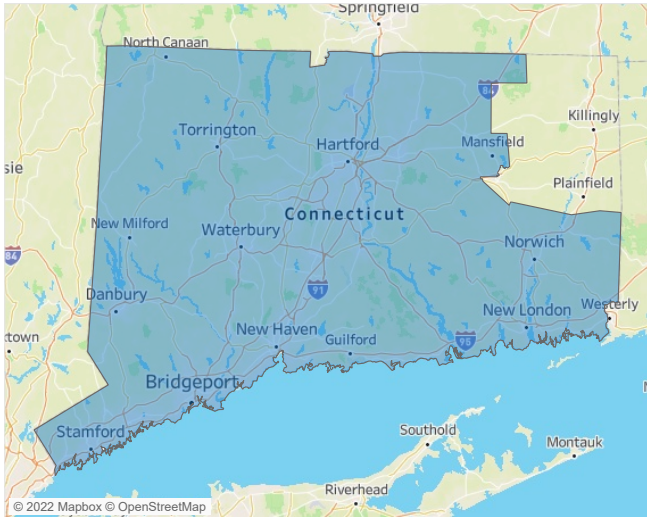 Springfield
North Canaan
84
Killingly
Torrington
Hartford
Mansfield
sie
Plainfield
Connecticut
New Milford
Waterbury
Norwich
84
91
Danbury
Westerly
New London
New Haven
Guilford
95
town
Bridgeport
Stamford
Southold
Montauk
Riverhead
© 2022 Mapbox © OpenStreetMap